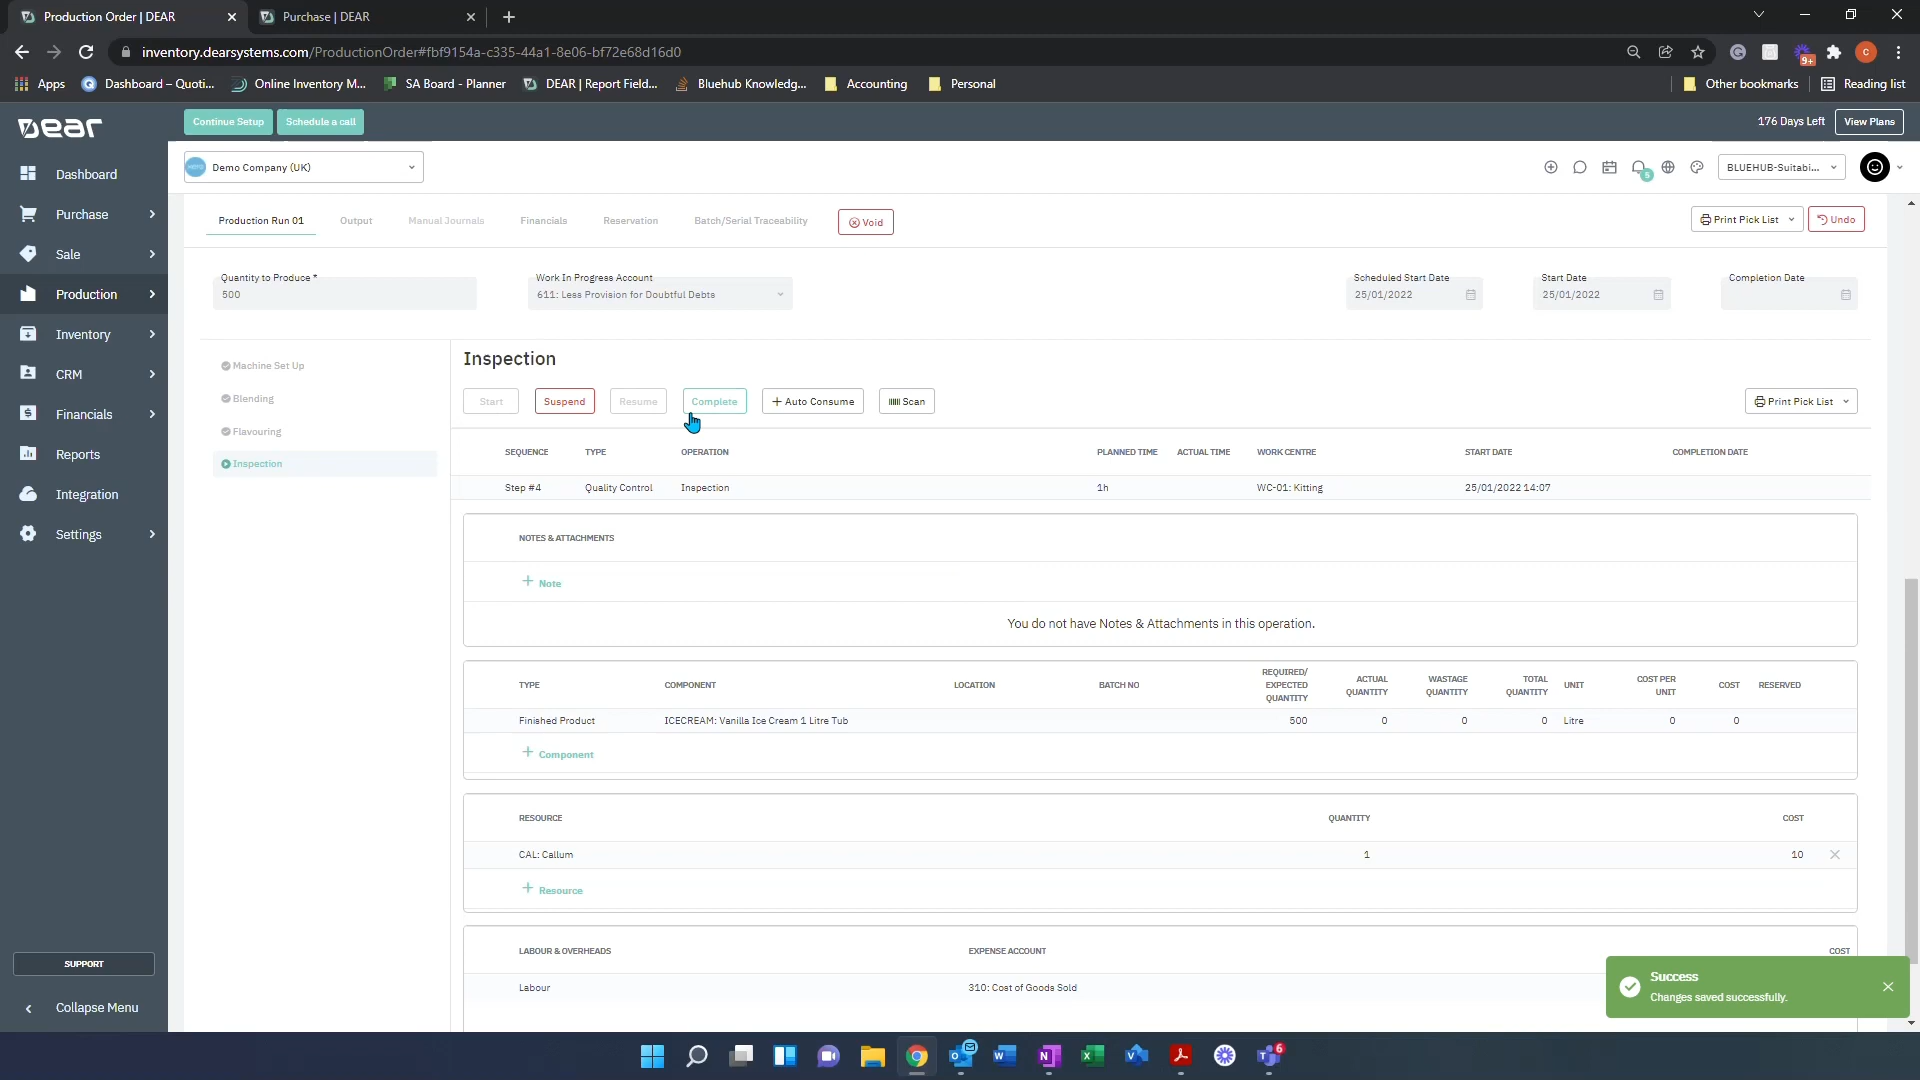 Production Order | DEAR
Purchase | DEAR
inventory.dearsystems.com/ProductionOrder#fbf9154a-c335-44a1-8e06-bf72e68d16d0
9+
C
Apps
Dashboard – Quoti...
Online Inventory M...
SA Board - Planner
DEAR | Report Field...
Bluehub Knowledg...
Accounting
Personal
Other bookmarks
Reading list
Dear
Continue Setup
Schedule a call
176 Days Left
View Plans
Demo Company (UK)
5
BLUEHUB-Suitabi...
Dashboard
Purchase
Sale
Production
Inventory
CRM
Financials
Reports
Integration
Settings
SUPPORT
Collapse Menu
Production Run 01
Output
Manual Journals
Financials
Reservation
Batch/Serial Traceability
Void
Print Pick List
Undo
Quantity to Produce *
500
Work In Progress Account
611: Less Provision for Doubtful Debts
Scheduled Start Date
25/01/2022
Start Date
25/01/2022
Completion Date
Machine Set Up
Blending
Flavouring
Inspection
Inspection
Start
Suspend
Resume
Complete
+ Auto Consume
Scan
Print Pick List
SEQUENCE TYPE OPERATION PLANNED TIME ACTUAL TIME WORK CENTRE START DATE COMPLETION DATE
Step #4 Quality Control Inspection 1h WC-01: Kitting 25/01/2022 14:07
NOTES & ATTACHMENTS
+ Note
You do not have Notes & Attachments in this operation.
TYPE COMPONENT LOCATION BATCH NO REQUIRED/ EXPECTED QUANTITY ACTUAL QUANTITY WASTAGE QUANTITY TOTAL QUANTITY UNIT COST PER UNIT COST RESERVED
Finished Product ICECREAM: Vanilla Ice Cream 1 Litre Tub 500 0 0 0 Litre 0 0
+ Component
RESOURCE QUANTITY COST
CAL: Callum 1 10
+ Resource
LABOUR & OVERHEADS EXPENSE ACCOUNT COST
Labour 310: Cost of Goods Sold
Success
Changes saved successfully.
6